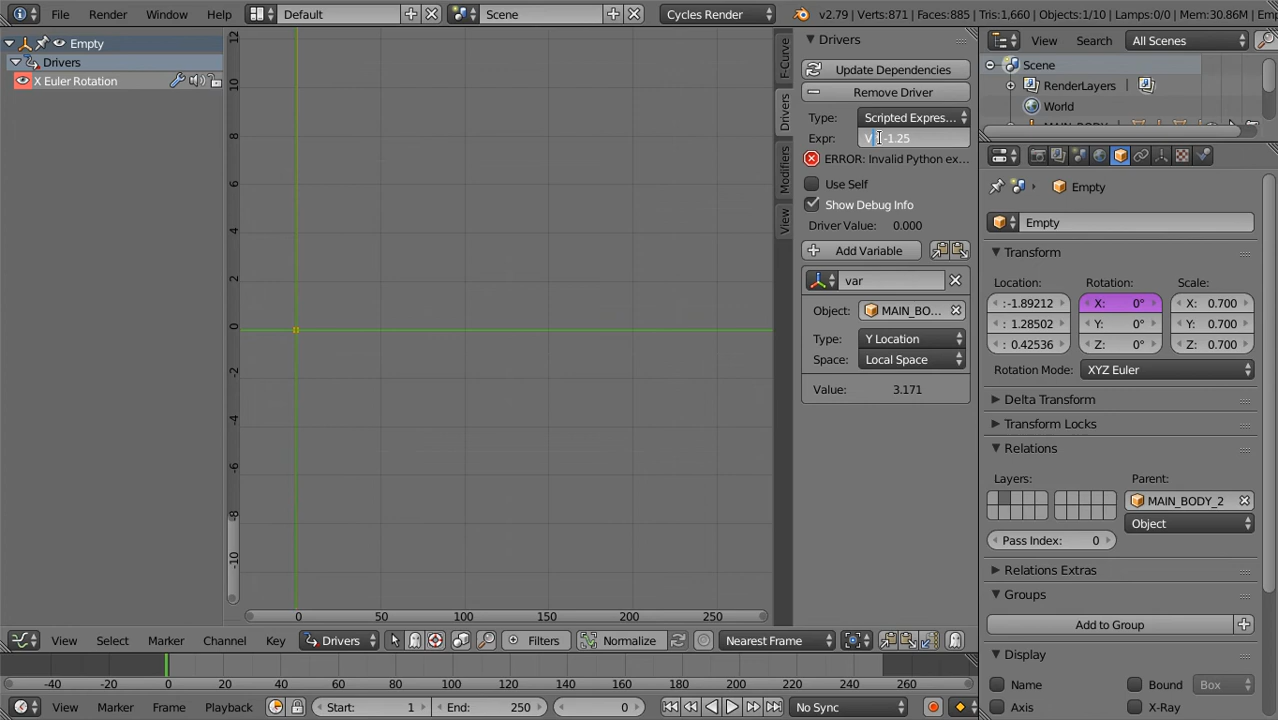 File Render Window Help Default Scene Cycles Render v2.79 | Verts:871 | Faces:885 | Tris:1,660 | Objects:1/10 | Lamps:0/0 | Mem:30.86M |
Empty
Drivers
X Euler Rotation
12
10
8
6
4
2
0
-2
-4
-6
-8
-10
0 50 100 150 200 250
F-Curve
Drivers
Modifiers
View
Drivers
Update Dependencies
Remove Driver
Type: Scripted Expres...
Expr: -1.25
ERROR: Invalid Python ex...
Use Self
Show Debug Info
Driver Value: 0.000
Add Variable
var
Object: MAIN_BO...
Type: Y Location
Space: Local Space
Value: 3.171
View Search All Scenes
Scene
RenderLayers
World
Empty
Empty
Transform
Location: Rotation: Scale:
:-1.89212 X: 0° X: 0.700
: 1.28502 Y: 0° Y: 0.700
: 0.42536 Z: 0° Z: 0.700
Rotation Mode: XYZ Euler
Delta Transform
Transform Locks
Relations
Layers: Parent:
MAIN_BODY_2
Object
Pass Index: 0
Relations Extras
Groups
Add to Group
Display
Name Bound Box
Axis X-Ray
View Select Marker Channel Key Drivers Filters Normalize Nearest Frame
-40 -20 0 20 40 60 80 100 120 140 160 180 200 220 240 260
View Marker Frame Playback Start: 1 End: 250 0 No Sync